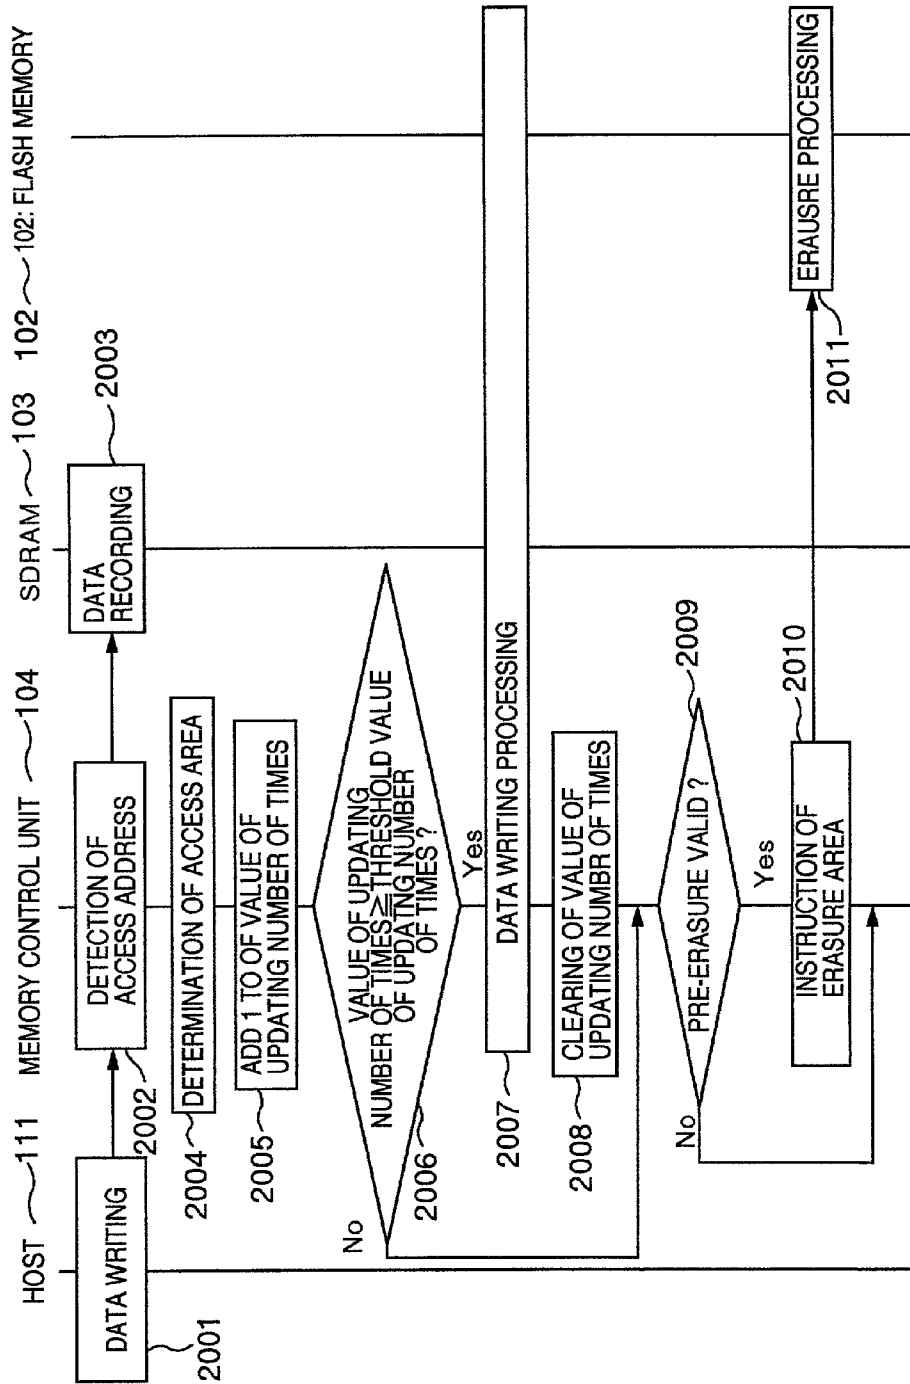 HOST 111
MEMORY CONTROL UNIT 104
SDRAM 103
102 102: FLASH MEMORY
DATA WRITING
2001
DETECTION OF
ACCESS ADDRESS
2002
DATA
RECORDING
2003
2004
DETERMINATION OF ACCESS AREA
2005
ADD 1 TO OF VALUE OF
UPDATING NUMBER OF TIMES
VALUE OF UPDATING
NUMBER OF TIMES ≧ THRESHOLD VALUE
OF UPDATING NUMBER
OF TIMES ?
2006
No
Yes
DATA WRITING PROCESSING
2007
CLEARING OF VALUE OF
UPDATING NUMBER OF TIMES
2008
PRE-ERASURE VALID ?
2009
No
Yes
2010
INSTRUCTION OF
ERASURE AREA
ERAUSRE PROCESSING
2011